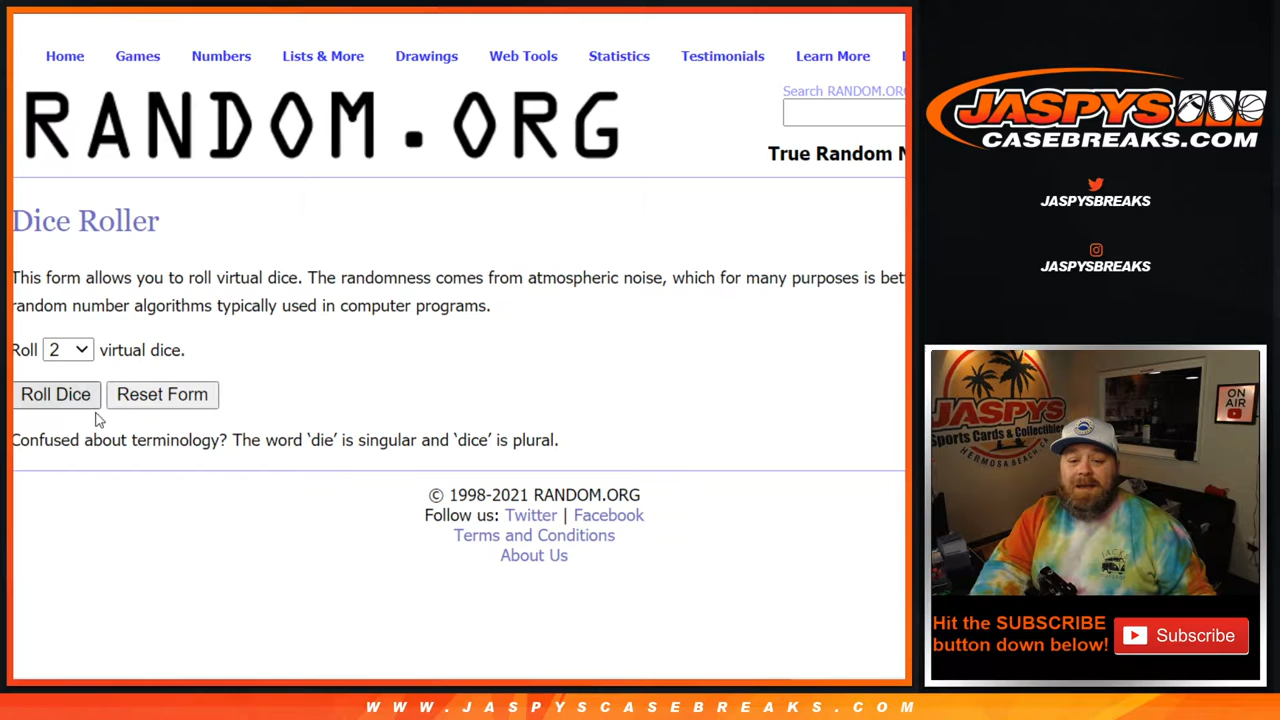 Home Games Numbers Lists & More Drawings Web Tools Statistics Testimonials Learn More
Search RANDOM.ORG
RANDOM.ORG
True Random N
Dice Roller
This form allows you to roll virtual dice. The randomness comes from atmospheric noise, which for many purposes is bet
random number algorithms typically used in computer programs.
Roll 2 virtual dice.
Roll Dice Reset Form
Confused about terminology? The word ‘die’ is singular and ‘dice’ is plural.
© 1998-2021 RANDOM.ORG
Follow us: Twitter | Facebook
Terms and Conditions
About Us
JASPYS
CASEBREAKS.COM
JASPYSBREAKS
JASPYSBREAKS
JASPYS
Sports Cards & Collectibles
HERMOSA BEACH, CA
ON
AIR
Hit the SUBSCRIBE
button down below!
Subscribe
WWW.JASPYSCASEBREAKS.COM